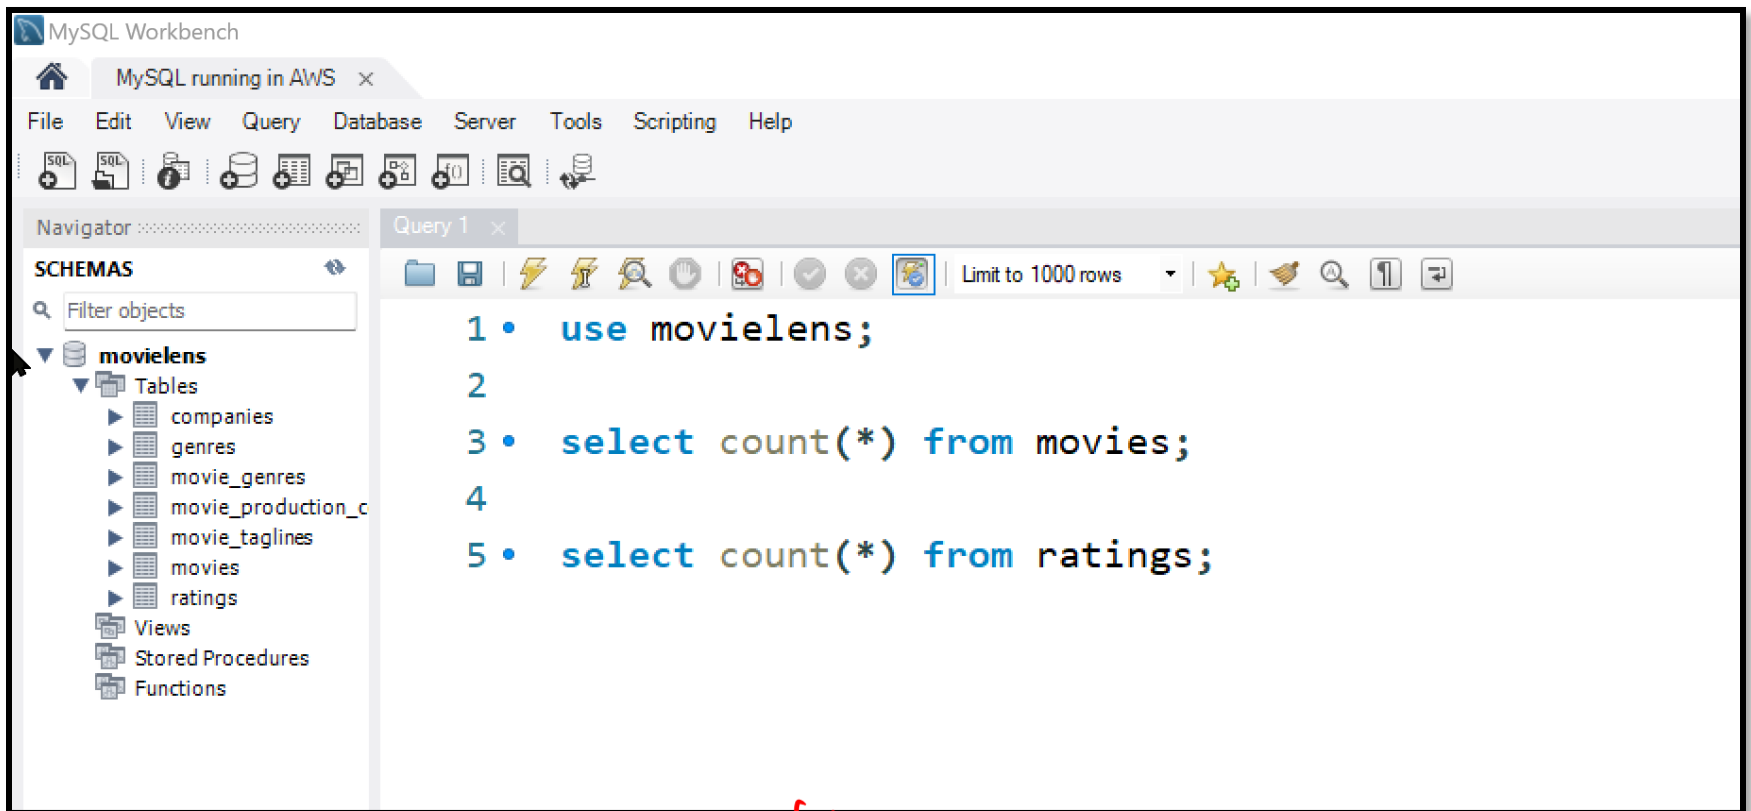 MySQL Workbench
MySQL running in AWS
File Edit View Query Database Server Tools Scripting Help
Navigator
Query 1
SCHEMAS
Limit to 1000 rows
Filter objects
movielens
Tables
companies
genres
movie_genres
movie_production_c
movie_taglines
movies
ratings
Views
Stored Procedures
Functions
1 use movielens;
2
3 select count(*) from movies;
4
5 select count(*) from ratings;